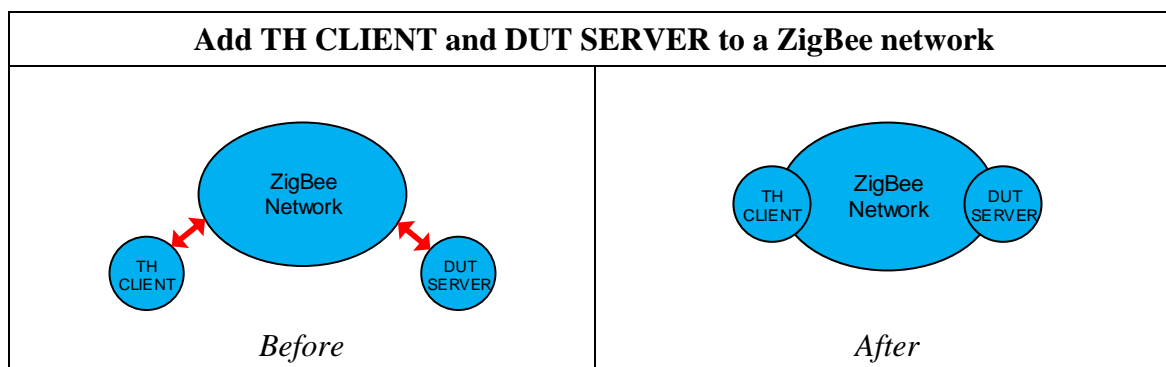 Add TH CLIENT and DUT SERVER to a ZigBee network
ZigBee
Network
TH
CLIENT
DUT
SERVER
Before
TH
CLIENT
ZigBee
Network
DUT
SERVER
After